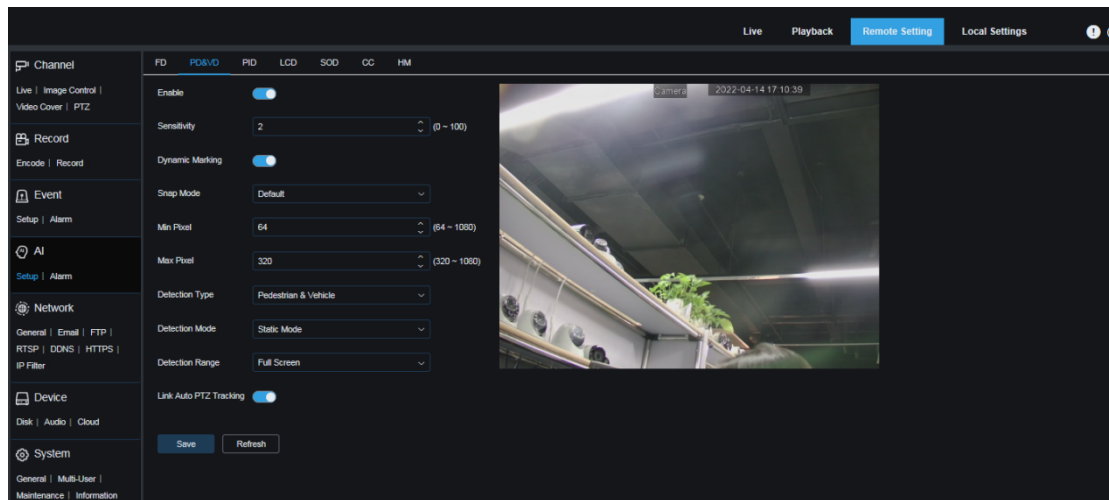 Live Playback Remote Setting Local Settings
Channel
Live | Image Control |
Video Cover | PTZ
Record
Encode | Record
Event
Setup | Alarm
AI
Setup | Alarm
Network
General | Email | FTP |
RTSP | DDNS | HTTPS |
IP Filter
Device
Disk | Audio | Cloud
System
General | Multi-User |
Maintenance | Information
FD PD&VD PID LCD SOD CC HM
Enable
Sensitivity 2 (0 ~ 100)
Dynamic Marking
Snap Mode Default
Min Pixel 64 (64 ~ 1080)
Max Pixel 320 (320 ~ 1080)
Detection Type Pedestrian & Vehicle
Detection Mode Static Mode
Detection Range Full Screen
Link Auto PTZ Tracking
Save Refresh
Camera 2022-04-14 17:10:39